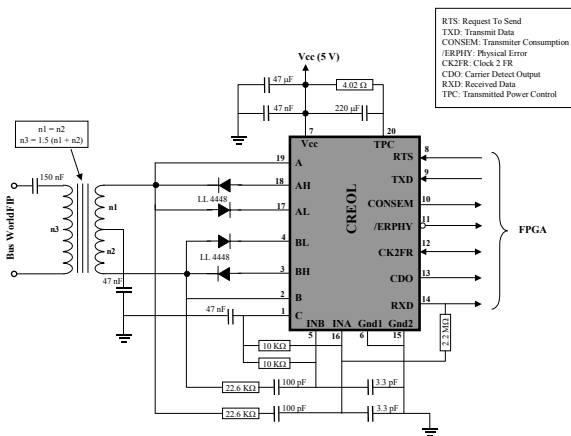 RTS: Request To Send
TXD: Transmit Data
CONSEM: Transmiter Consumption
/ERPHY: Physical Error
CK2FR: Clock 2 FR
CDO: Carrier Detect Output
RXD: Received Data
TPC: Transmitted Power Control
Vcc (5 V)
47 µF
4.02 Ω
47 nF
220 µF
n1 = n2
n3 = 1.5 (n1 + n2)
7
20
Vcc
TPC
8
RTS
19
A
9
TXD
150 nF
18
AH
LL 4448
10
CONSEM
17
AL
n1
n3
n2
Bus WorldFIP
CREOL
11
/ERPHY
FPGA
4
BL
12
CK2FR
LL 4448
3
BH
13
CDO
47 nF
2
B
14
RXD
47 nF
1
C
INB
INA
Gnd1
Gnd2
5
16
6
15
2.2 MΩ
10 KΩ
10 KΩ
22.6 KΩ
100 pF
3.3 pF
22.6 KΩ
100 pF
3.3 pF